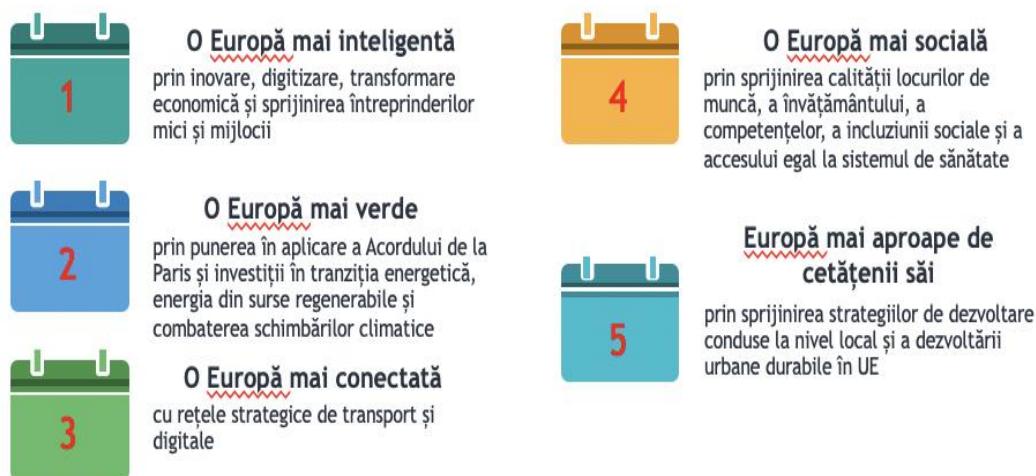 1
O Europă mai inteligentă
prin inovare, digitizare, transformare
economică și sprijinirea întreprinderilor
mici și mijlocii
2
O Europă mai verde
prin punerea în aplicare a Acordului de la
Paris și investiții în tranziția energetică,
energia din surse regenerabile și
combaterea schimbărilor climatice
3
O Europă mai conectată
cu rețele strategice de transport și
digitale
4
O Europă mai socială
prin sprijinirea calității locurilor de
muncă, a învățământului, a
competențelor, a incluziunii sociale și a
accesului egal la sistemul de sănătate
5
Europă mai aproape de
cetățenii săi
prin sprijinirea strategiilor de dezvoltare
conduse la nivel local și a dezvoltării
urbane durabile în UE